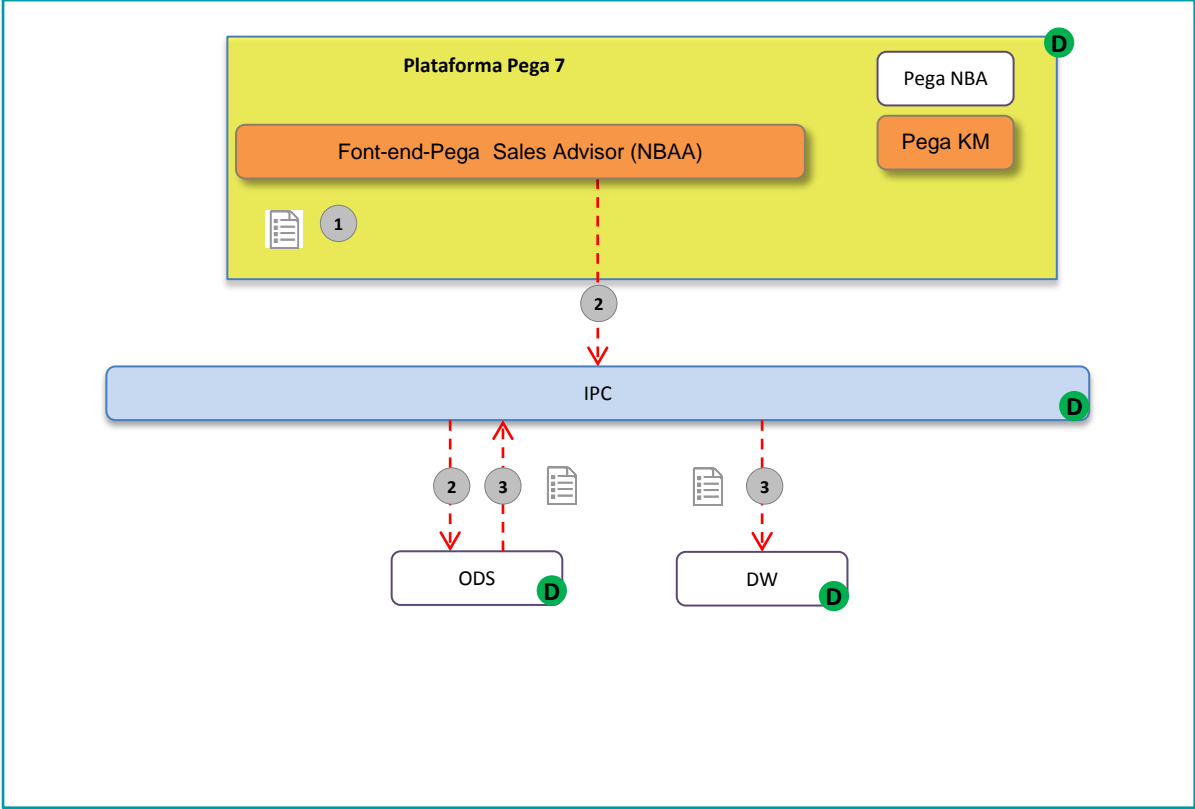 D
Plataforma Pega 7
Pega NBA
Font-end-Pega  Sales Advisor (NBAA)
Pega KM
1
2
IPC
D
2
3
3
ODS
D
DW
D